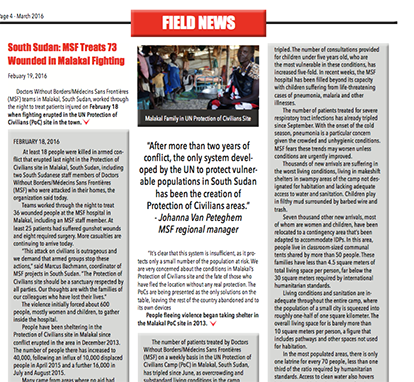 Page 4 - March 2016
FIELD NEWS
South Sudan: MSF Treats 73
Wounded in Malakal Fighting
Febuary 19, 2016
Doctors Without Borders/Médecins Sans Frontières
(MSF) teams in Malakal, South Sudan, worked through
the night to treat patients injured on February 18
when fighting erupted in the UN Protection of Civilians
(PoC) site in the town.
FEBRUARY 18, 2016
At least 18 people were killed in armed con-
flict that erupted last night in the Protection of
Civilians site in Malakal, South Sudan, including
two South Sudanese staff members of Doctors
Without Borders/Médecins Sans Frontières
(MSF) who were attacked in their homes, the
organization said today.
Teams worked through the night to treat
36 wounded people at the MSF hospital in
Malakal, including an MSF staff member. At
least 25 patients had suffered gunshot wounds
and eight required surgery. More casualties are
continuing to arrive today.
"This attack on civilians is outrageous and
we demand that armed groups stop these
actions," said Marcus Bachmann, coordinator of
MSF projects in South Sudan. "The Protection of
Civilians site should be a sanctuary respected by
all parties. Our thoughts are with the families of
our colleagues who have lost their lives."
The violence initially forced about 600
people, mostly women and children, to gather
inside the hospital.
People have been sheltering in the
Protection of Civilians site in Malakal since
conflict erupted in the area in December 2013.
The number of people there has increased to
40,000, following an influx of 10,000 displaced
people in April 2015 and a further 16,000 in
July and August 2015.
Many came from areas where no aid had
Malakal Family in UN Protection of Civilians Site
"After more than two years of
conflict, the only system devel-
oped by the UN to protect vulner-
able populations in South Sudan
has been the creation of
Protection of Civilians areas."
- Johanna Van Peteghem
MSF regional manager
"It's clear that this system is insufficient, as it pro-
tects only a small number of the population at risk. We
are very concerned about the conditions in Malakal's
Protection of Civilians site and the fate of those who
have fled the location without any real protection. The
PoCs are being presented as the only solutions on the
table, leaving the rest of the country abandoned and to
its own devices
People fleeing violence began taking shelter in
the Malakal PoC site in 2013.
The number of patients treated by Doctors
Without Borders/Médecins Sans Frontières
(MSF) on a weekly basis in the UN Protection of
Civilians Camp (PoC) in Malakal, South Sudan,
has tripled since June, as overcrowding and
substandard living conditions in the camp
tripled. The number of consultations provided
for children under five years old, who are
the most vulnerable in these conditions, has
increased five-fold. In recent weeks, the MSF
hospital has been filled beyond its capacity
with children suffering from life-threatening
cases of pneumonia, malaria and other
illnesses.
The number of patients treated for severe
respiratory tract infections has already tripled
since September. With the onset of the cold
season, pneumonia is a particular concern
given the crowded and unhygienic conditions.
MSF fears these trends may worsen unless
conditions are urgently improved.
Thousands of new arrivals are suffering in
the worst living conditions, living in makeshift
shelters in swampy areas of the camp not des-
ignated for habitation and lacking adequate
access to water and sanitation. Children play
in filthy mud surrounded by barbed wire and
trash.
Seven thousand other new arrivals, most
of whom are women and children, have been
relocated to a contingency area that's been
adapted to accommodate IDPs. In this area,
people live in classroom-sized communal
tents shared by more than 50 people. These
families have less than 4.5 square meters of
total living space per person, far below the
30 square meters required by international
humanitarian standards.
Living conditions and sanitation are in-
adequate throughout the entire camp, where
the population of a small city is squeezed into
roughly one-half of one square kilometer. The
overall living space for is barely more than
10 square meters per person, a figure that
includes pathways and other spaces not used
for habitation.
In the most populated areas, there is only
one latrine for every 70 people, less than one
third of the ratio required by humanitarian
standards. Access to clean water also hovers